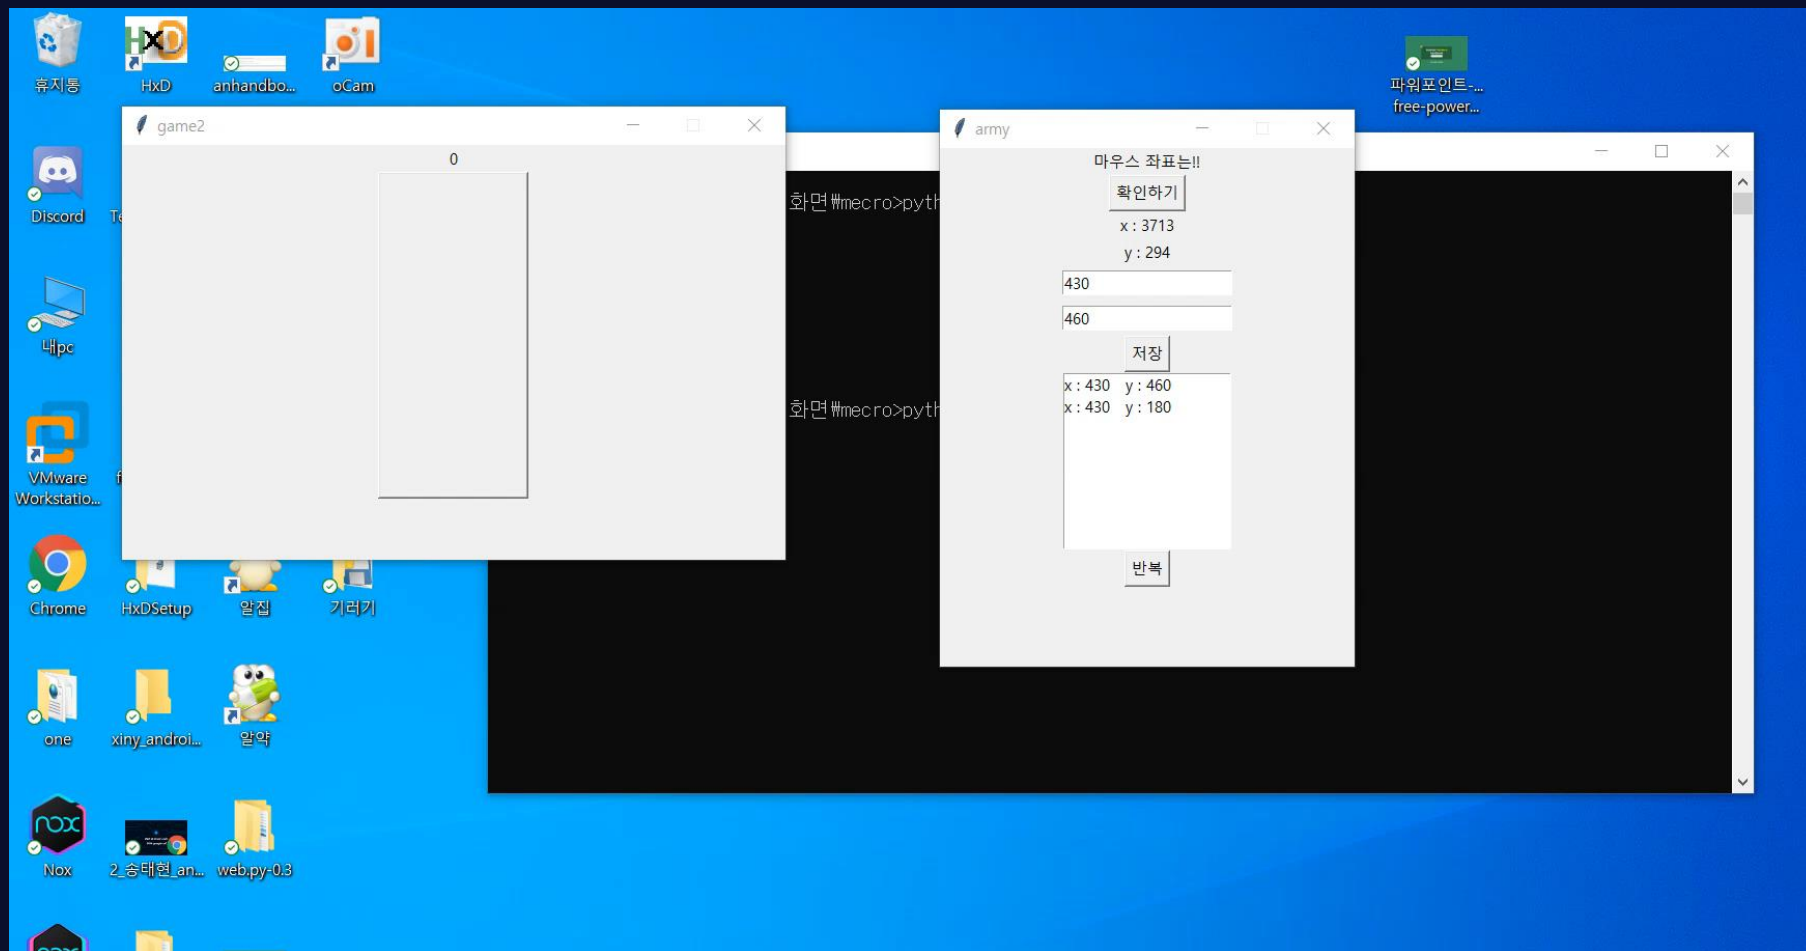 휴지통
HxD
anhandbo...
oCam
파워포인트-...
free-power...
game2
0
army
마우스 좌표는!!
확인하기
x : 3713
y : 294
430
460
저장
x : 430 y : 460
x : 430 y : 180
반복
화면₩mecro>pyth
화면₩mecro>pyth
Discord
Te
내pc
VMware
Workstatio...
f
Chrome
HxDSetup
알집
기러기
one
xiny_androi...
알약
nox
Nox
2_송태현_an...
web.py-0.3